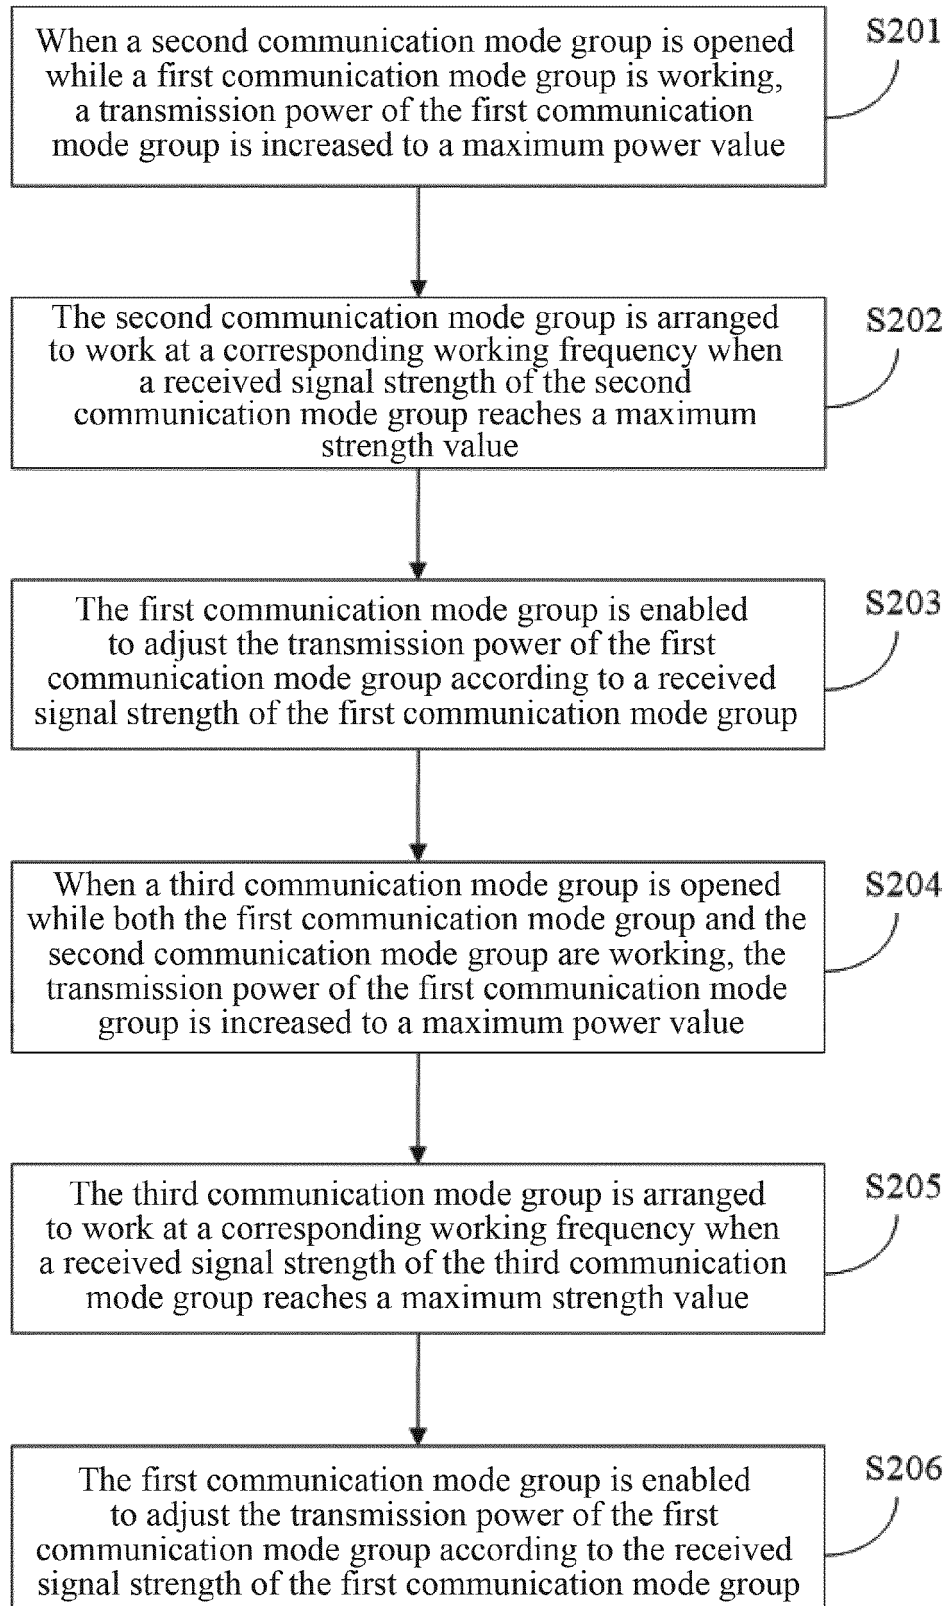 When a second communication mode group is opened
while a first communication mode group is working,
a transmission power of the first communication
mode group is increased to a maximum power value
S201
The second communication mode group is arranged
to work at a corresponding working frequency when
a received signal strength of the second
communication mode group reaches a maximum
strength value
S202
The first communication mode group is enabled
to adjust the transmission power of the first
communication mode group according to a received
signal strength of the first communication mode group
S203
When a third communication mode group is opened
while both the first communication mode group and the
second communication mode group are working, the
transmission power of the first communication mode
group is increased to a maximum power value
S204
The third communication mode group is arranged
to work at a corresponding working frequency when
a received signal strength of the third communication
mode group reaches a maximum strength value
S205
The first communication mode group is enabled
to adjust the transmission power of the first
communication mode group according to the received
signal strength of the first communication mode group
S206